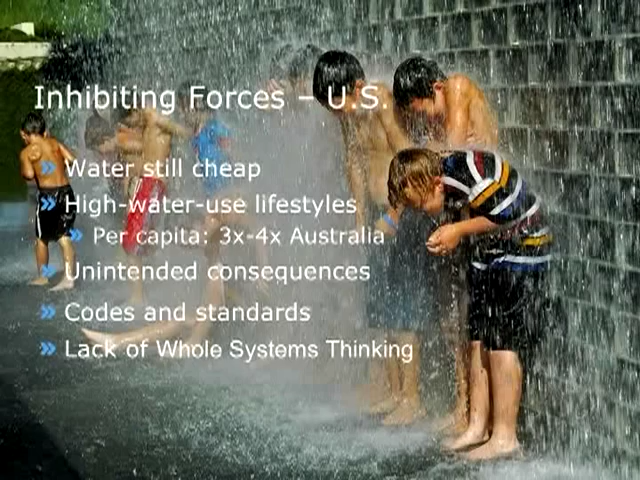 Inhibiting Forces – U.S.
» Water still cheap
» High-water-use lifestyles
» Per capita: 3x-4x Australia
» Unintended consequences
» Codes and standards
» Lack of Whole Systems Thinking